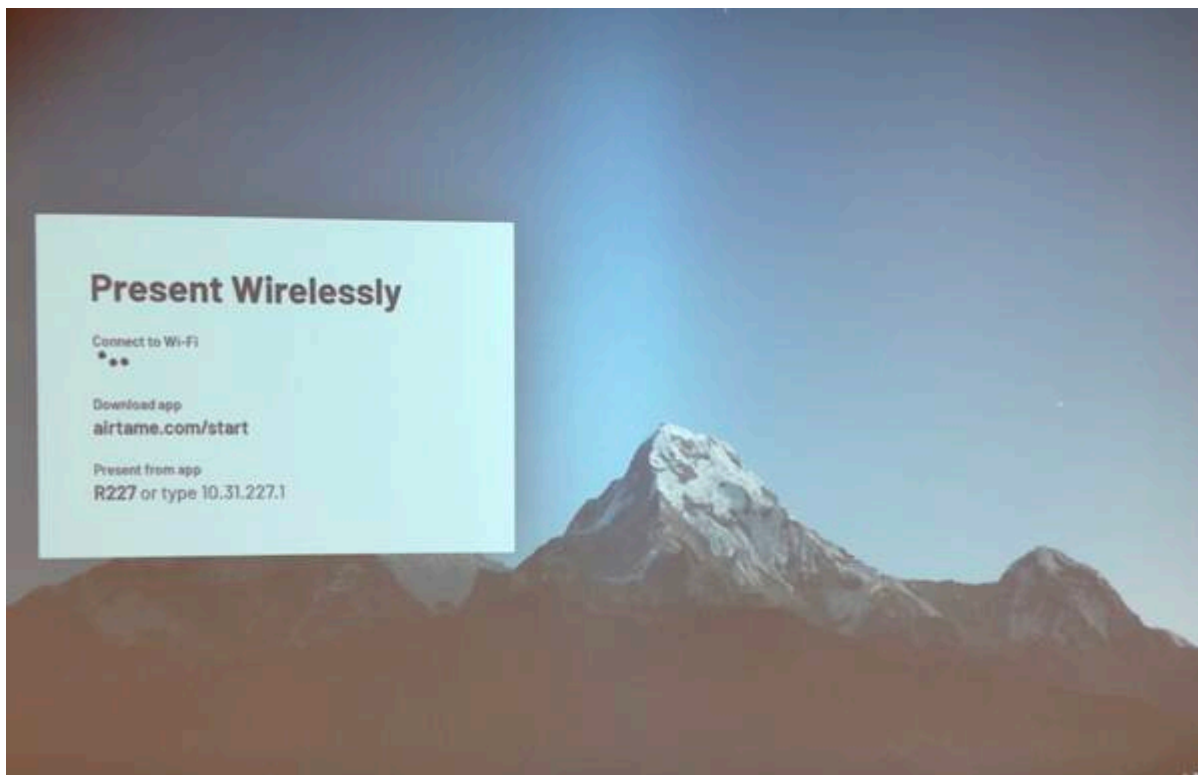 Present Wirelessly
Connect to Wi-Fi
Download app
airtame.com/start
Present from app
R227 or type 10.31.227.1